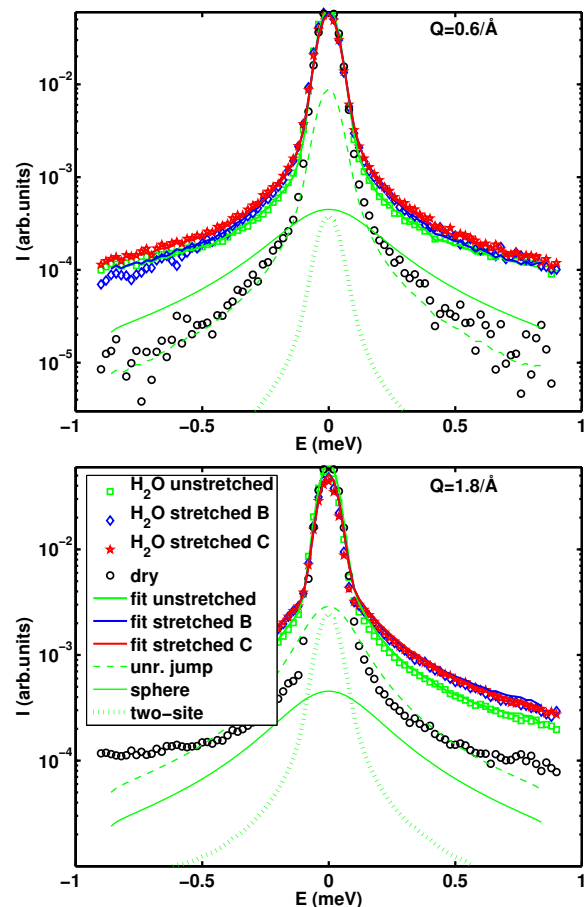 Q=0.6/Å
I (arb.units)
10⁻²
10⁻³
10⁻⁴
10⁻⁵
−1
−0.5
0
0.5
1
E (meV)
Q=1.8/Å
I (arb.units)
10⁻²
10⁻³
10⁻⁴
H₂O unstretched
H₂O stretched B
H₂O stretched C
dry
fit unstretched
fit stretched B
fit stretched C
unr. jump
sphere
two−site
−1
−0.5
0
0.5
1
E (meV)